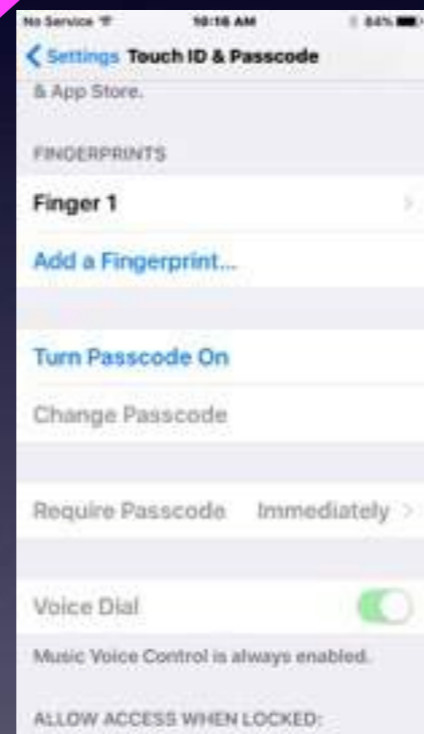 No Service 10:16 AM 84%
Settings Touch ID & Passcode
& App Store.
FINGERPRINTS
Finger 1
Add a Fingerprint...
Turn Passcode On
Change Passcode
Require Passcode Immediately
Voice Dial
Music Voice Control is always enabled.
ALLOW ACCESS WHEN LOCKED: